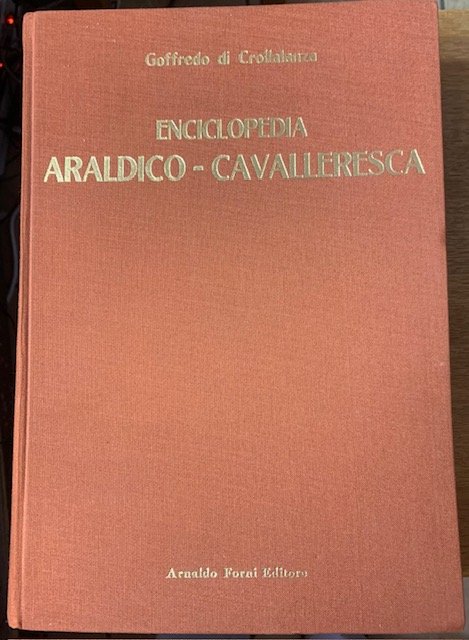 Goffredo di Crollalanza
ENCICLOPEDIA
ARALDICO - CAVALLERESCA
Arnaldo Forni Editore